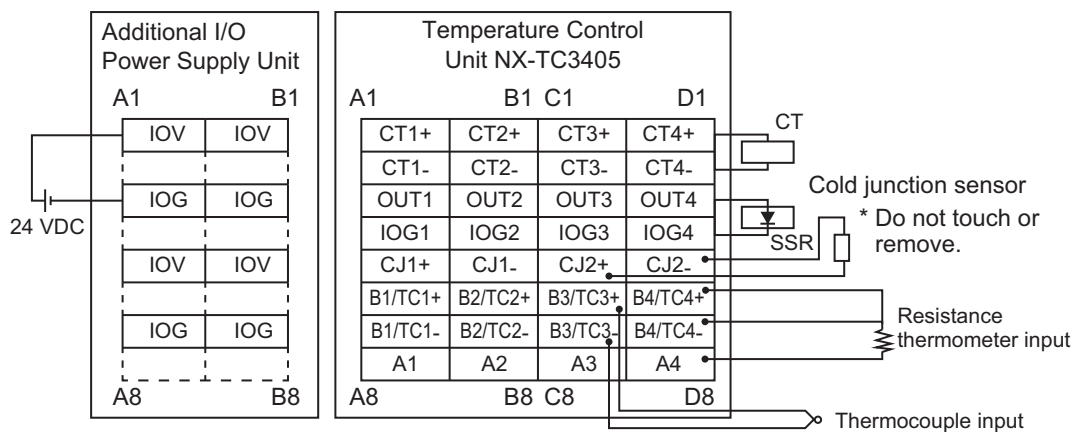 Additional I/O
Power Supply Unit
A1 B1
IOV IOV
IOG IOG
IOV IOV
IOG IOG
A8 B8
24 VDC
Temperature Control
Unit NX-TC3405
A1 B1 C1 D1
CT1+ CT2+ CT3+ CT4+
CT1- CT2- CT3- CT4-
OUT1 OUT2 OUT3 OUT4
IOG1 IOG2 IOG3 IOG4
CJ1+ CJ1- CJ2+ CJ2-
B1/TC1+ B2/TC2+ B3/TC3+ B4/TC4+
B1/TC1- B2/TC2- B3/TC3- B4/TC4-
A1 A2 A3 A4
A8 B8 C8 D8
CT
SSR
Cold junction sensor
* Do not touch or
remove.
Resistance
thermometer input
Thermocouple input